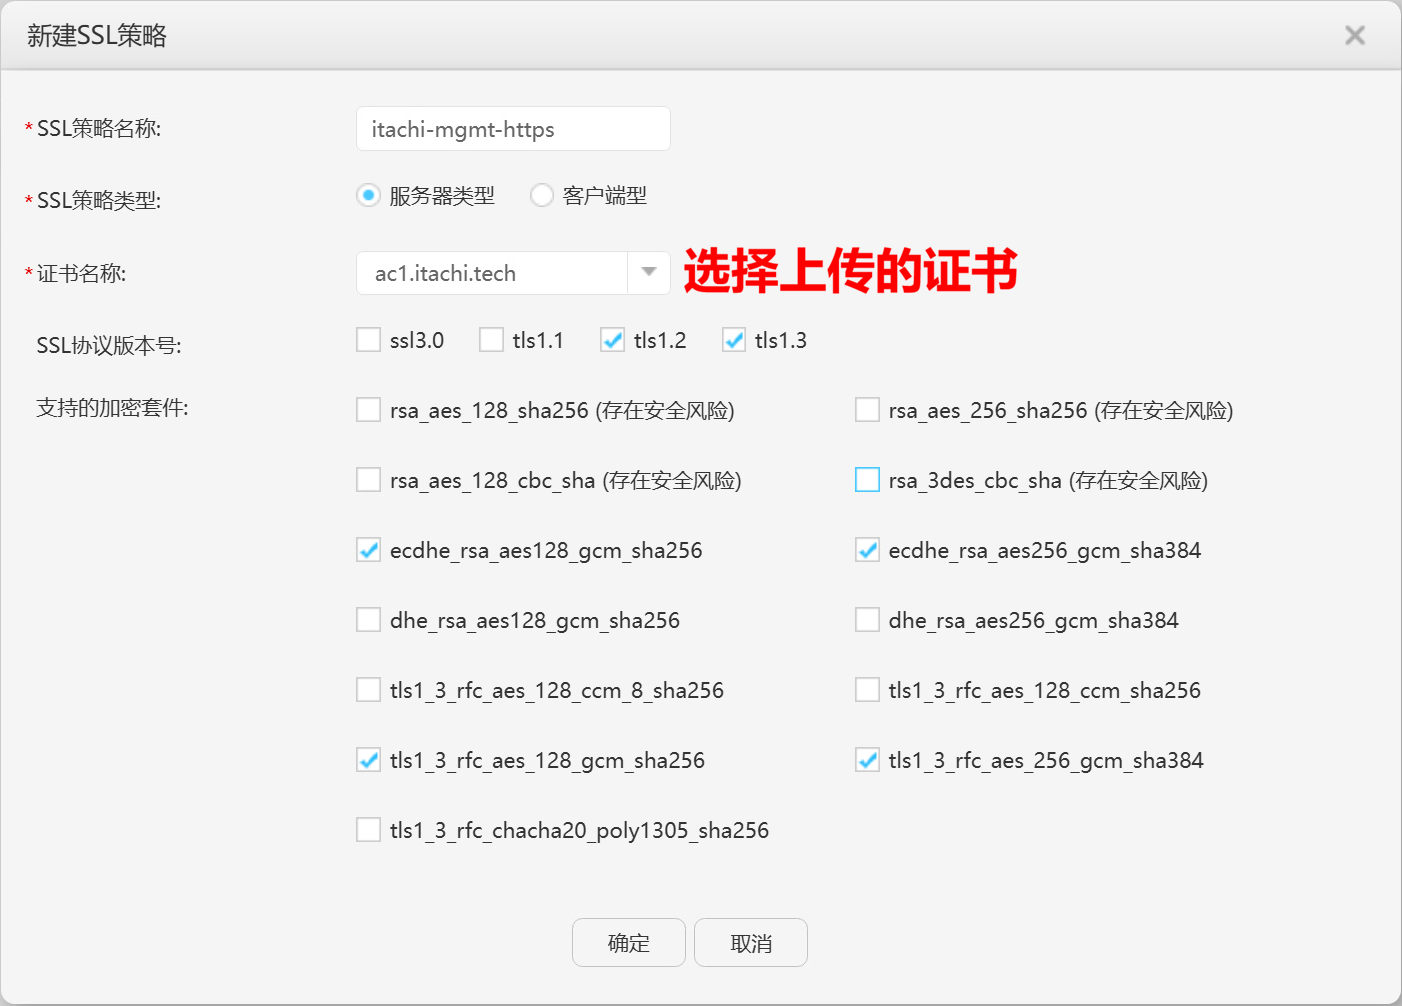 新建SSL策略
*SSL策略名称: itachi-mgmt-https
*SSL策略类型: 服务器类型 客户端型
*证书名称: ac1.itachi.tech 选择上传的证书
SSL协议版本号: ssl3.0 tls1.1 tls1.2 tls1.3
支持的加密套件: rsa_aes_128_sha256 (存在安全风险) rsa_aes_256_sha256 (存在安全风险)
rsa_aes_128_cbc_sha (存在安全风险) rsa_3des_cbc_sha (存在安全风险)
ecdhe_rsa_aes128_gcm_sha256 ecdhe_rsa_aes256_gcm_sha384
dhe_rsa_aes128_gcm_sha256 dhe_rsa_aes256_gcm_sha384
tls1_3_rfc_aes_128_ccm_8_sha256 tls1_3_rfc_aes_128_ccm_sha256
tls1_3_rfc_aes_128_gcm_sha256 tls1_3_rfc_aes_256_gcm_sha384
tls1_3_rfc_chacha20_poly1305_sha256
确定 取消